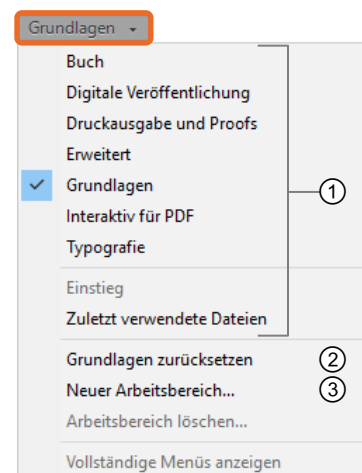 Grundlagen
Buch
Digitale Veröffentlichung
Druckausgabe und Proofs
Erweitert
Grundlagen
Interaktiv für PDF
Typografie
Einstieg
Zuletzt verwendete Dateien
1
Grundlagen zurücksetzen 2
Neuer Arbeitsbereich... 3
Arbeitsbereich löschen...
Vollständige Menüs anzeigen